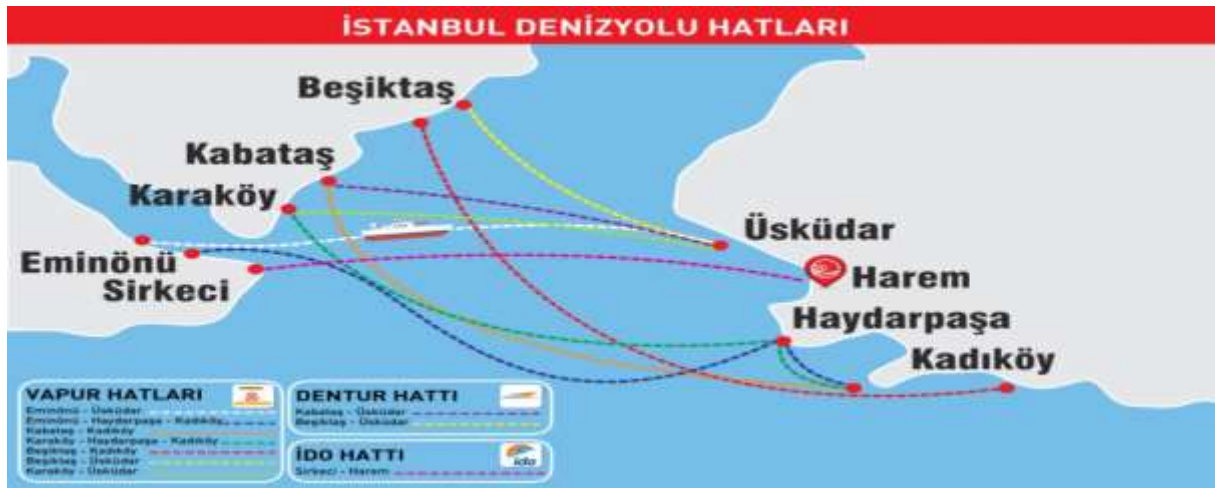 İSTANBUL DENİZYOLU HATLARI
Beşiktaş
Kabataş
Karaköy
Üsküdar
Eminönü
Harem
Sirkeci
Haydarpaşa
Kadıköy
VAPUR HATLARI
Eminönü - Üsküdar
Eminönü - Haydarpaşa - Kadıköy
Kabataş - Kadıköy
Karaköy - Haydarpaşa - Kadıköy
Beşiktaş - Kadıköy
Beşiktaş - Üsküdar
Karaköy - Üsküdar
DENTUR HATTI
Kabataş - Üsküdar
Beşiktaş - Üsküdar
İDO HATTI
ido
Sirkeci - Harem